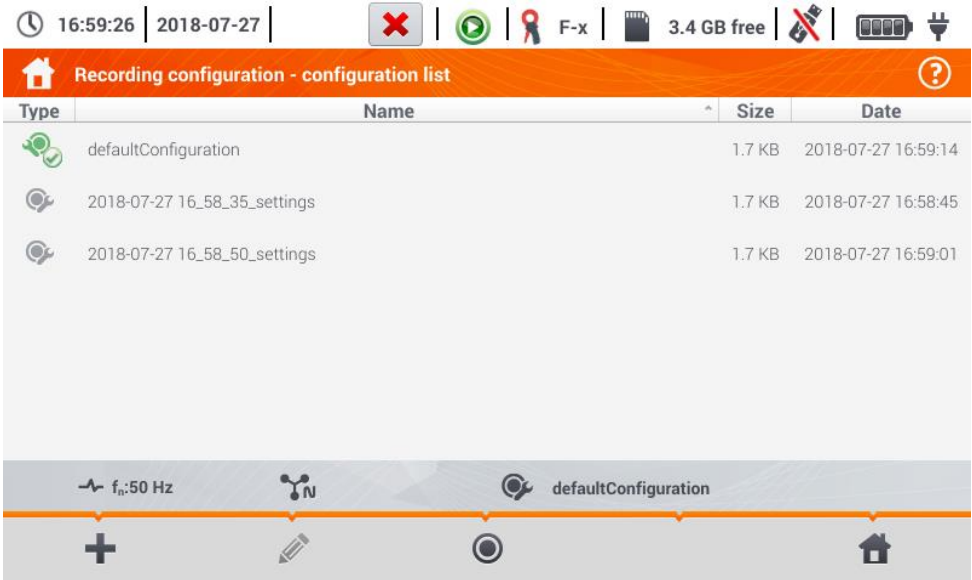 16:59:26 2018-07-27 F-x 3.4 GB free
Recording configuration - configuration list ?
Type Name Size Date
defaultConfiguration 1.7 KB 2018-07-27 16:59:14
2018-07-27 16_58_35_settings 1.7 KB 2018-07-27 16:58:45
2018-07-27 16_58_50_settings 1.7 KB 2018-07-27 16:59:01
fn:50 Hz N defaultConfiguration